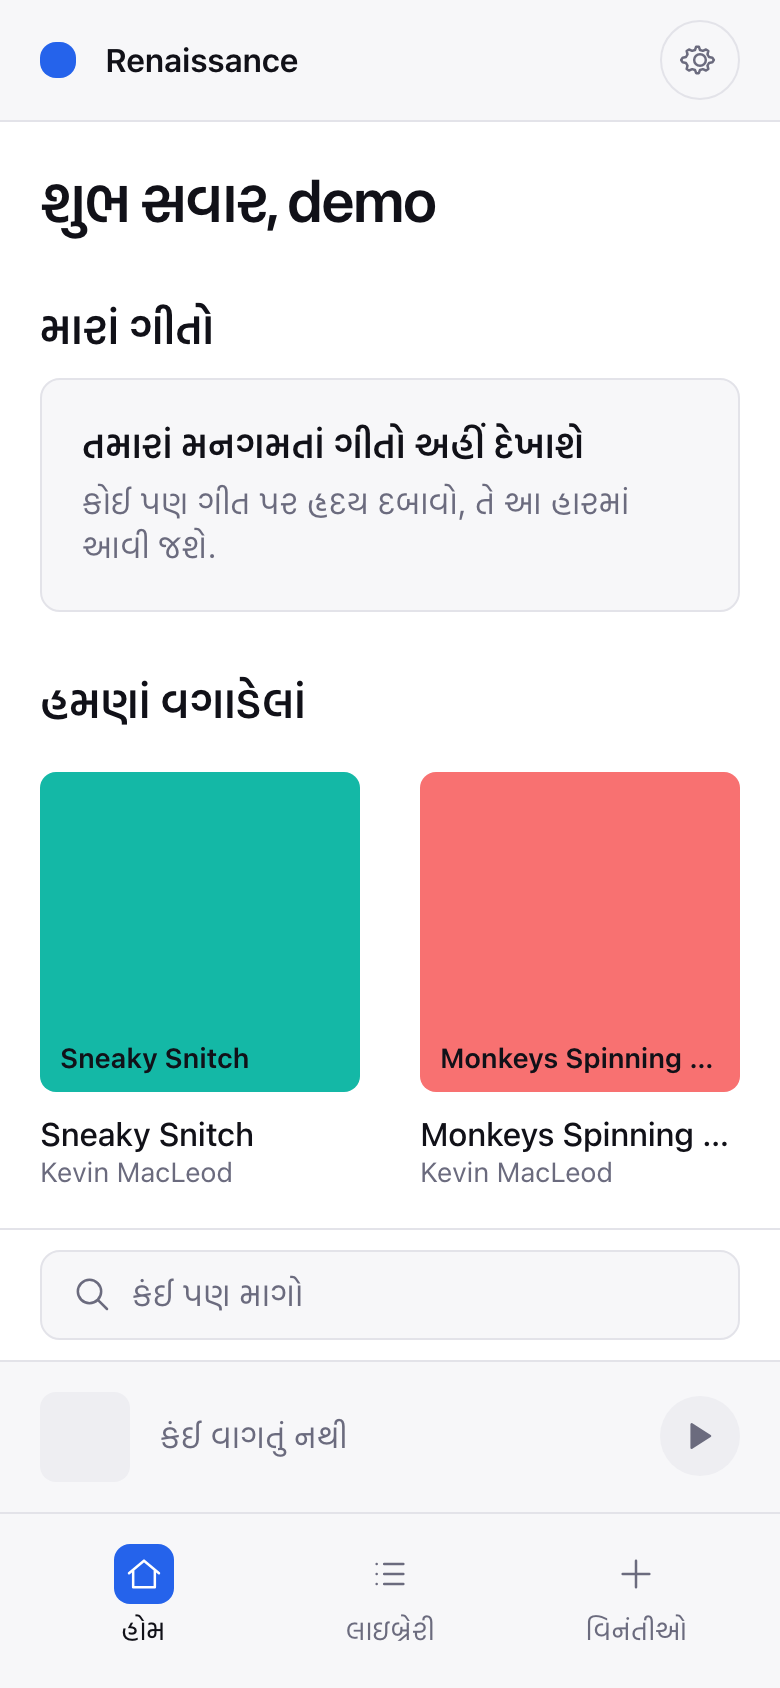 Renaissance
શુભ સવાર, demo
મારાં ગીતો
તમારાં મનગમતાં ગીતો અહીં દેખાશે
કોઈ પણ ગીત પર હૃદય દબાવો, તે આ હારમાં
આવી જશે.
હમણાં વગાડેલાં
Sneaky Snitch
Monkeys Spinning ...
Sneaky Snitch
Monkeys Spinning ...
Kevin MacLeod
Kevin MacLeod
કંઈ પણ માગો
કંઈ વાગતું નથી
હોમ
લાઇબ્રેરી
વિનંતીઓ